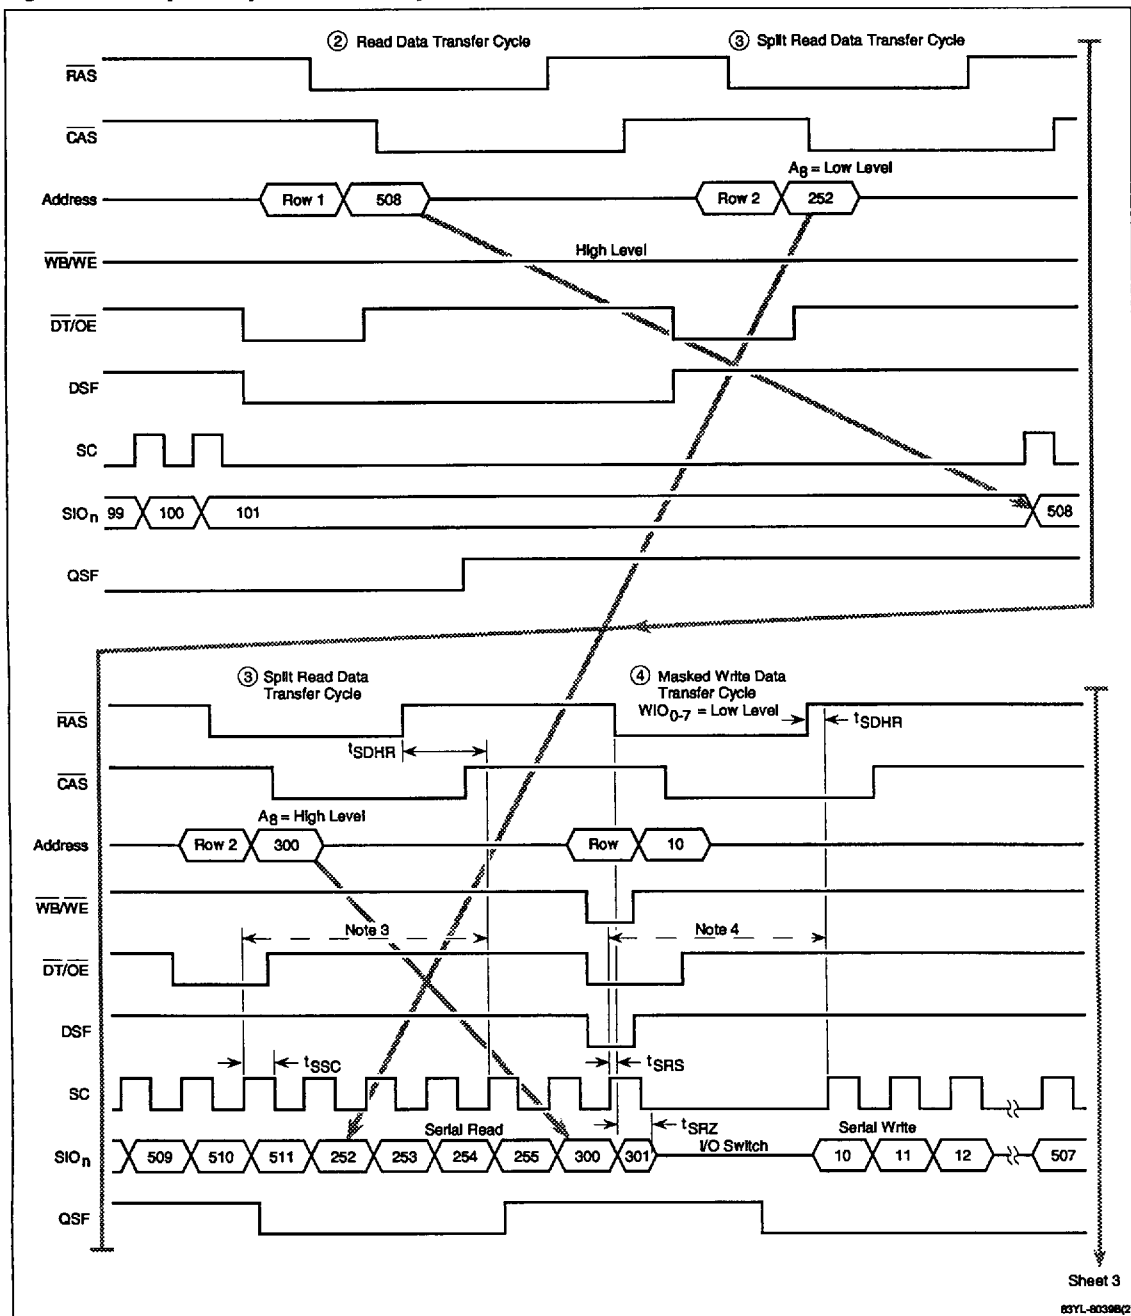 ② Read Data Transfer Cycle
③ Split Read Data Transfer Cycle
RAS
CAS
A8 = Low Level
Address
Row 1
508
Row 2
252
WB/WE
High Level
DT/OE
DSF
SC
SIOn
99
100
101
508
QSF
③ Split Read Data
Transfer Cycle
④ Masked Write Data
Transfer Cycle
WIO0-7 = Low Level
RAS
tSDHR
tSDHR
CAS
A8 = High Level
Address
Row 2
300
Row
10
WB/WE
Note 3
Note 4
DT/OE
DSF
tSSC
tSRS
SC
tSRZ
Serial Read
I/O Switch
Serial Write
SIOn
509
510
511
252
253
254
255
300
301
10
11
12
507
QSF
Sheet 3
83YL-8039B(2